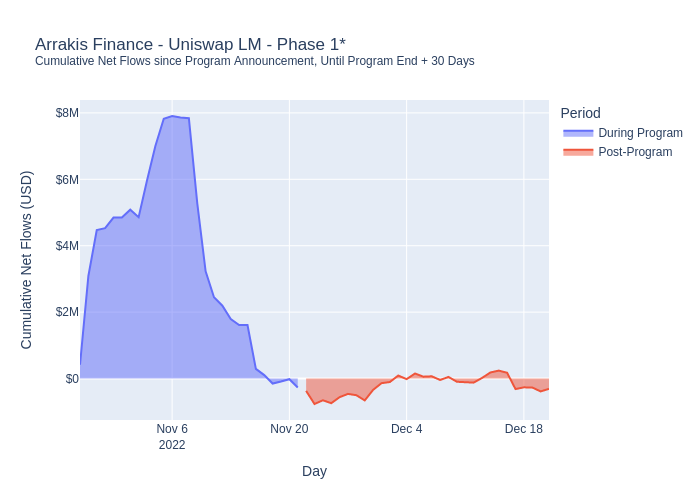 Arrakis Finance - Uniswap LM - Phase 1*
Cumulative Net Flows since Program Announcement, Until Program End + 30 Days
Period
During Program
Post-Program
Cumulative Net Flows (USD)
$8M
$6M
$4M
$2M
$0
Nov 6
2022
Nov 20
Dec 4
Dec 18
Day